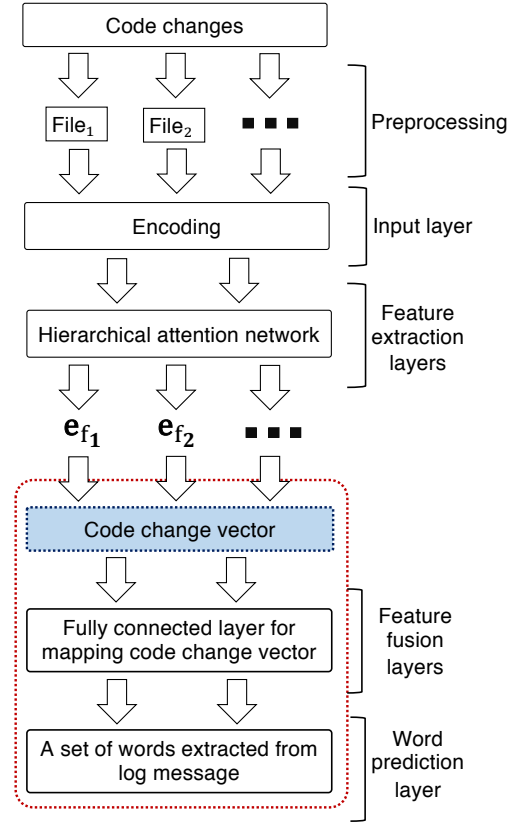 Code changes
File₁
File₂
Preprocessing
Encoding
Input layer
Hierarchical attention network
Feature
extraction
layers
e_f₁
e_f₂
Code change vector
Fully connected layer for
mapping code change vector
Feature
fusion
layers
A set of words extracted from
log message
Word
prediction
layer